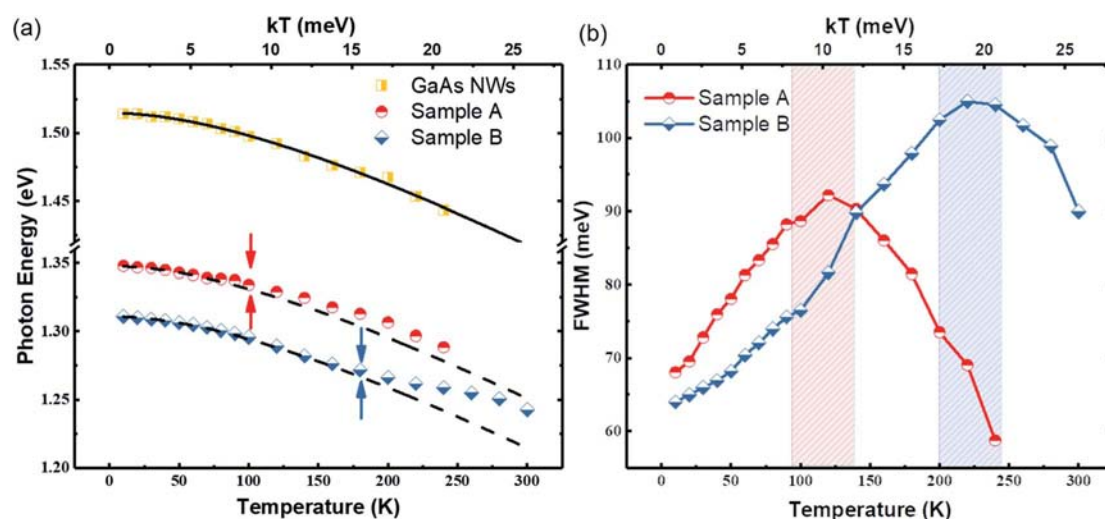 (a)
kT (meV)
0 5 10 15 20 25
1.55
1.50
1.45
1.35
1.30
1.25
1.20
Photon Energy (eV)
GaAs NWs
Sample A
Sample B
0 50 100 150 200 250 300
Temperature (K)
(b)
kT (meV)
0 5 10 15 20 25
110
100
90
80
70
60
FWHM (meV)
Sample A
Sample B
0 50 100 150 200 250 300
Temperature (K)